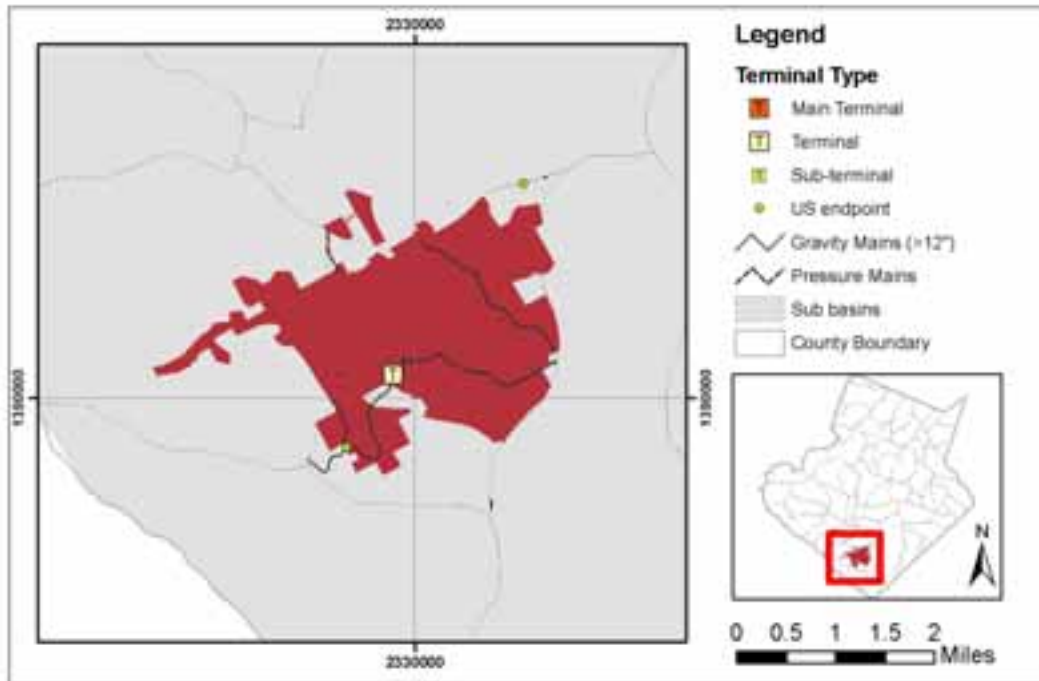 2330000
Legend
Terminal Type
T Main Terminal
T Terminal
T Sub-terminal
US endpoint
Gravity Mains (>12")
Pressure Mains
Sub basins
County Boundary
T
1390000
1390000
N
0 0.5 1 1.5 2
Miles
2330000